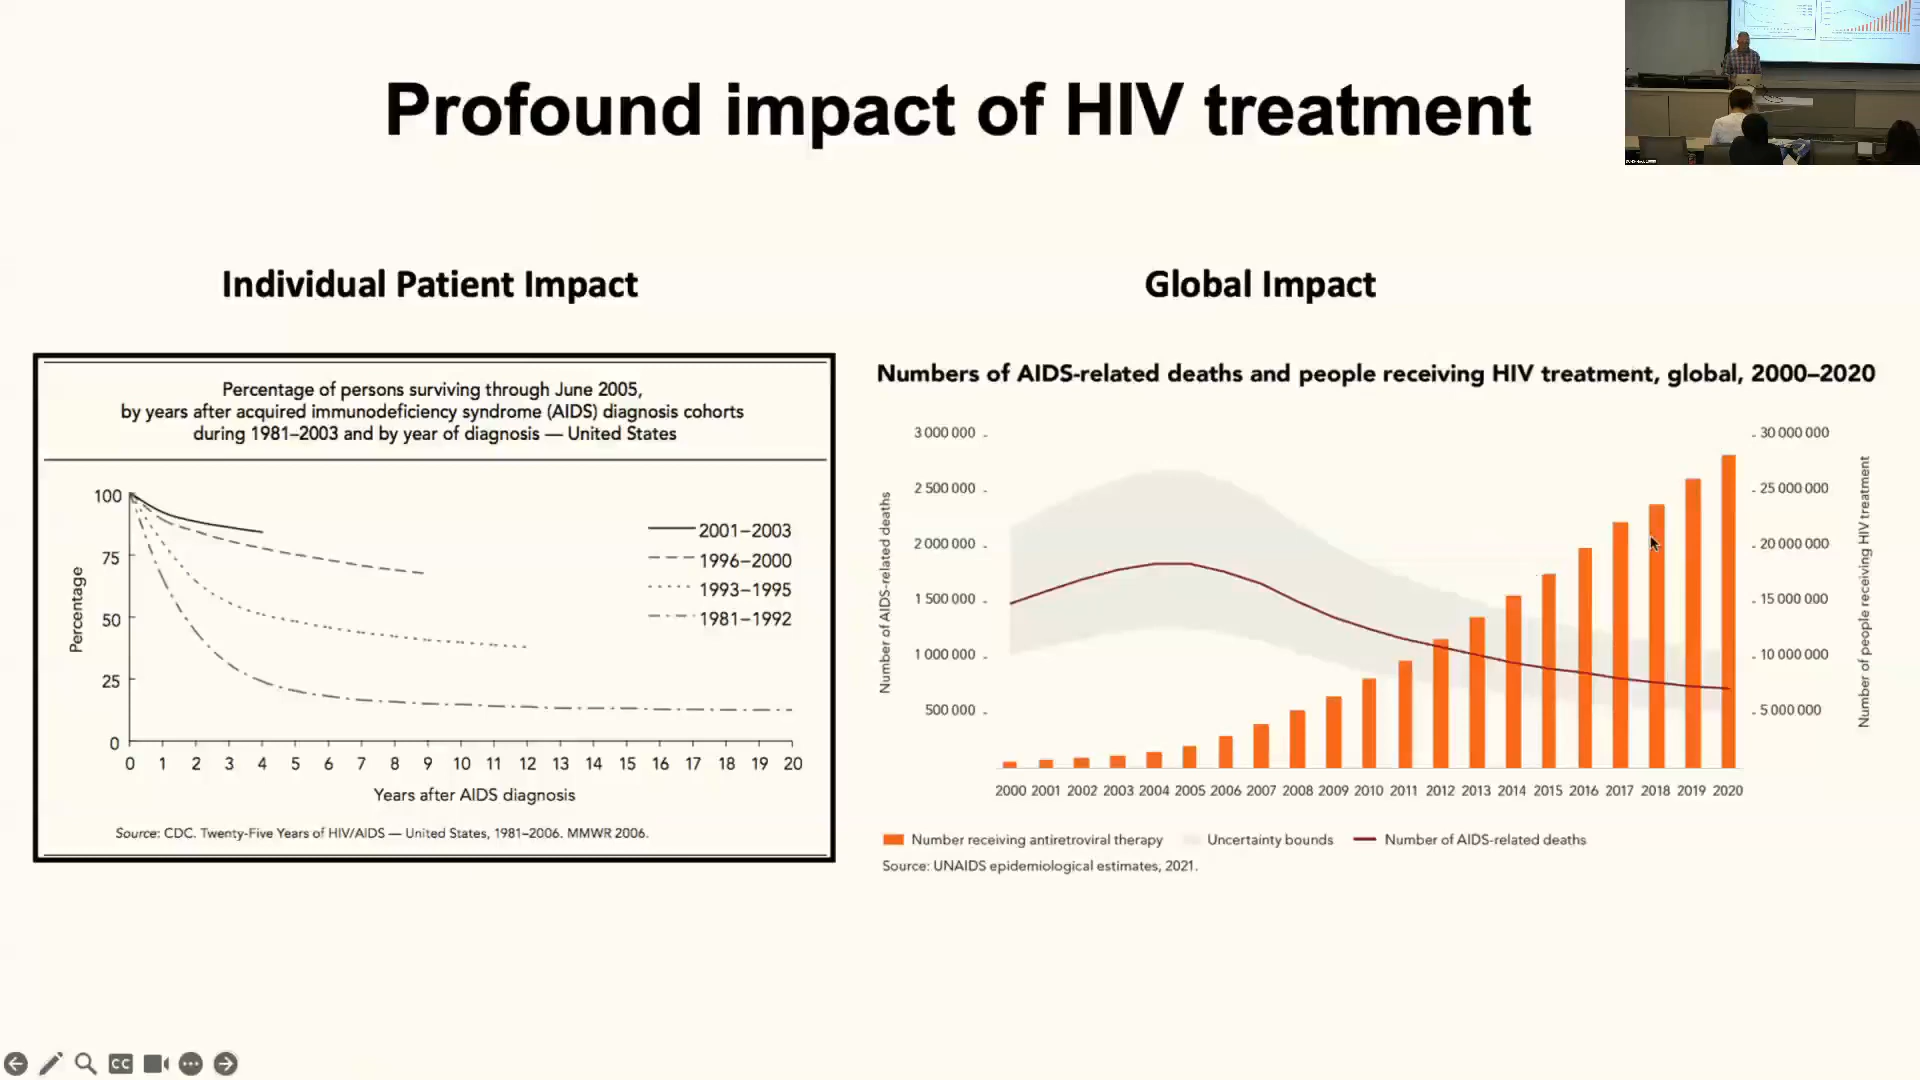 Profound impact of HIV treatment
Individual Patient Impact
Percentage of persons surviving through June 2005,
by years after acquired immunodeficiency syndrome (AIDS) diagnosis cohorts
during 1981–2003 and by year of diagnosis — United States
Percentage
100
75
50
25
0
2001–2003
1996–2000
1993–1995
1981–1992
0 1 2 3 4 5 6 7 8 9 10 11 12 13 14 15 16 17 18 19 20
Years after AIDS diagnosis
Source: CDC. Twenty-Five Years of HIV/AIDS — United States, 1981–2006. MMWR 2006.
Global Impact
Numbers of AIDS-related deaths and people receiving HIV treatment, global, 2000–2020
Number of AIDS-related deaths
3 000 000
2 500 000
2 000 000
1 500 000
1 000 000
500 000
30 000 000
25 000 000
20 000 000
15 000 000
10 000 000
5 000 000
Number of people receiving HIV treatment
2000 2001 2002 2003 2004 2005 2006 2007 2008 2009 2010 2011 2012 2013 2014 2015 2016 2017 2018 2019 2020
Number receiving antiretroviral therapy Uncertainty bounds Number of AIDS-related deaths
Source: UNAIDS epidemiological estimates, 2021.
CC